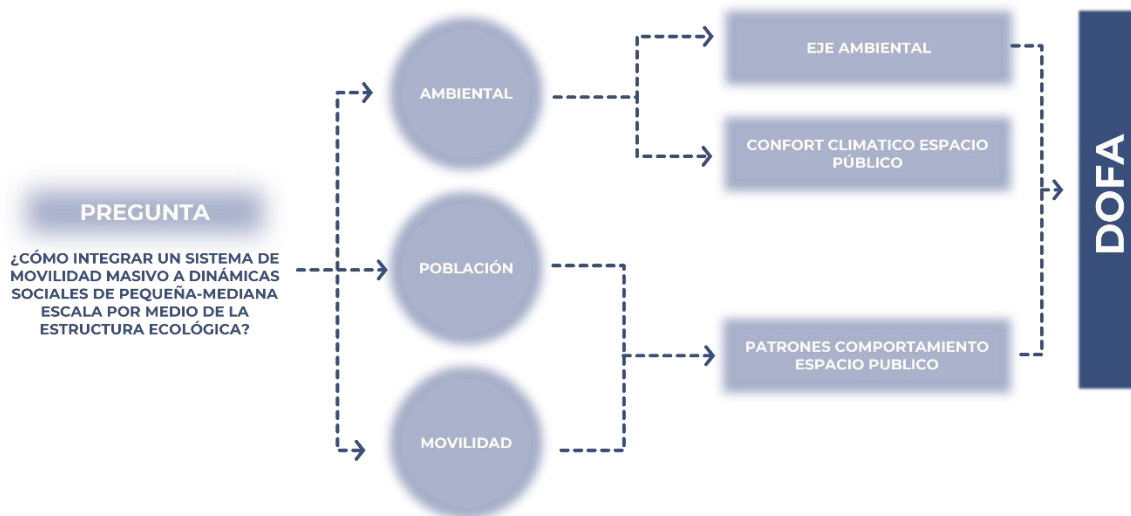 PREGUNTA
¿CÓMO INTEGRAR UN SISTEMA DE
MOVILIDAD MASIVO A DINÁMICAS
SOCIALES DE PEQUEÑA-MEDIANA
ESCALA POR MEDIO DE LA
ESTRUCTURA ECOLÓGICA?
AMBIENTAL
POBLACIÓN
MOVILIDAD
EJE AMBIENTAL
CONFORT CLIMATICO ESPACIO
PÚBLICO
PATRONES COMPORTAMIENTO
ESPACIO PUBLICO
DOFA